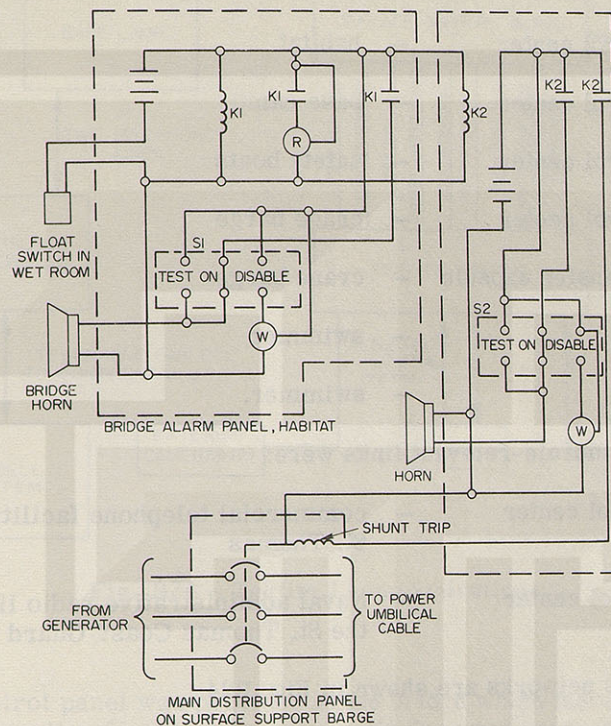 K1
K1
R
K1
K2
K2
K2
FLOAT
SWITCH IN
WET ROOM
S1
TEST ON DISABLE
W
BRIDGE
HORN
BRIDGE ALARM PANEL, HABITAT
S2
TEST ON DISABLE
W
HORN
SHUNT TRIP
FROM
GENERATOR
TO POWER
UMBILICAL
CABLE
MAIN DISTRIBUTION PANEL
ON SURFACE SUPPORT BARGE